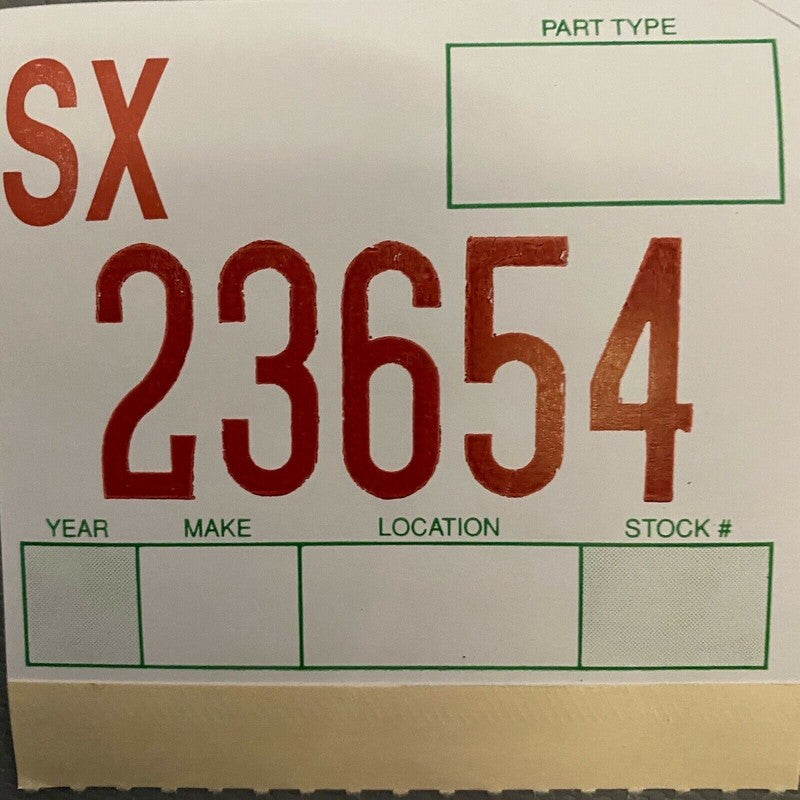 PART TYPE
SX
23654
YEAR MAKE LOCATION STOCK #